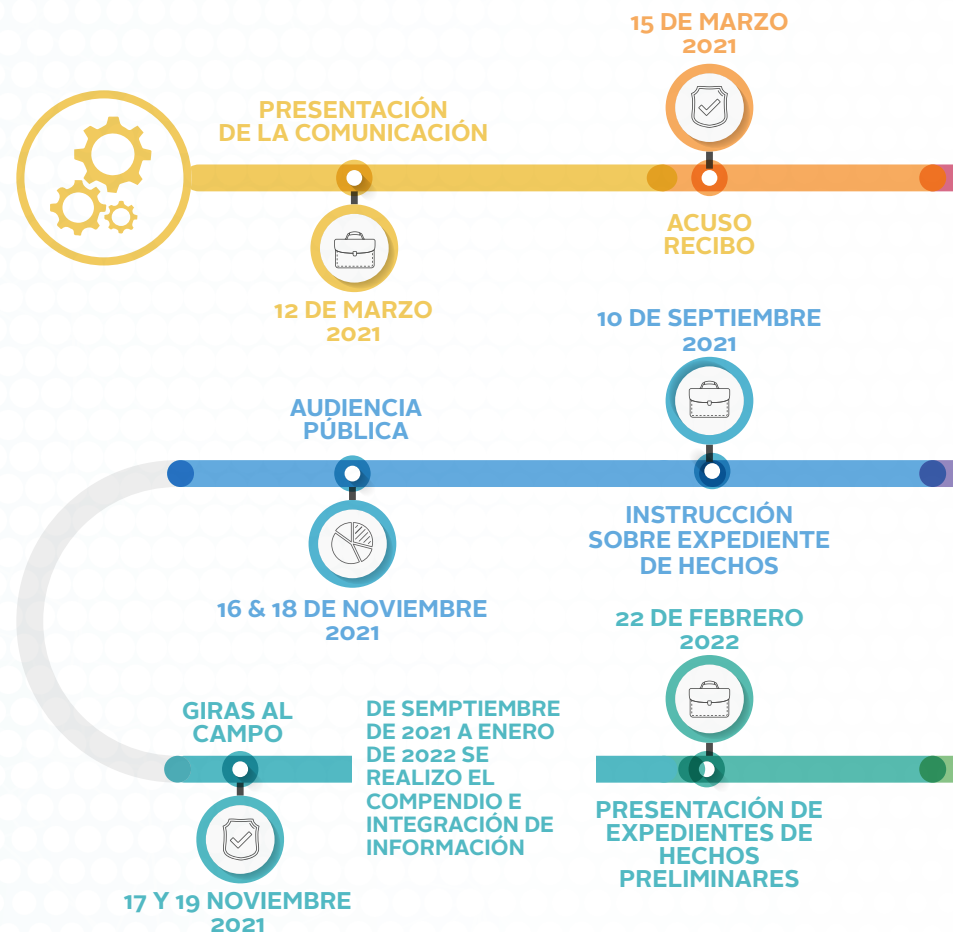 PRESENTACIÓN
DE LA COMUNICACIÓN
12 DE MARZO
2021
15 DE MARZO
2021
ACUSO
RECIBO
10 DE SEPTIEMBRE
2021
INSTRUCCIÓN
SOBRE EXPEDIENTE
DE HECHOS
AUDIENCIA
PÚBLICA
16 & 18 DE NOVIEMBRE
2021
GIRAS AL
CAMPO
17 Y 19 NOVIEMBRE
2021
DE SEMPTIEMBRE
DE 2021 A ENERO
DE 2022 SE
REALIZO EL
COMPENDIO E
INTEGRACIÓN DE
INFORMACIÓN
22 DE FEBRERO
2022
PRESENTACIÓN DE
EXPEDIENTES DE
HECHOS
PRELIMINARES